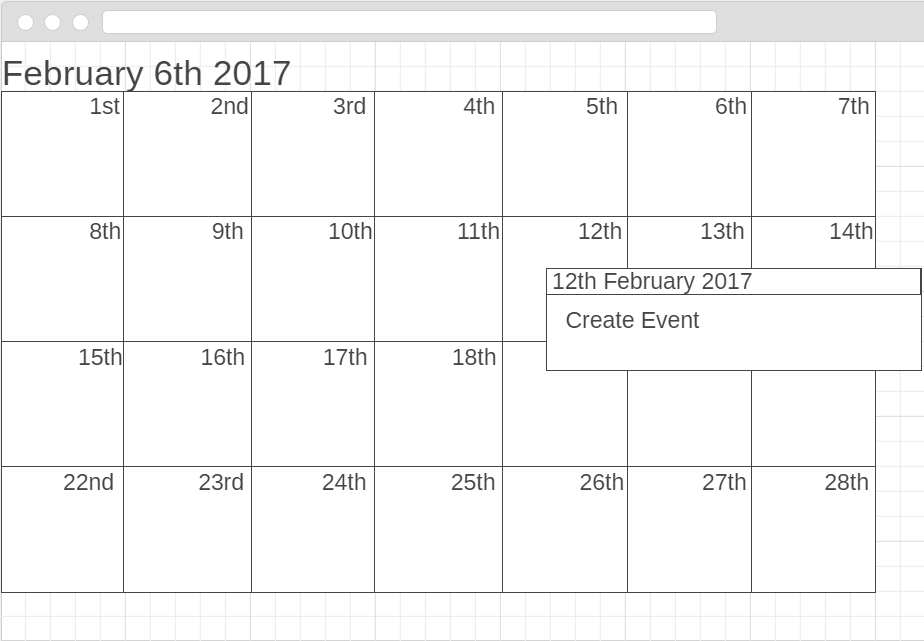 February 6th 2017
1st 2nd 3rd 4th 5th 6th 7th
8th 9th 10th 11th 12th 13th 14th
12th February 2017
Create Event
15th 16th 17th 18th
22nd 23rd 24th 25th 26th 27th 28th